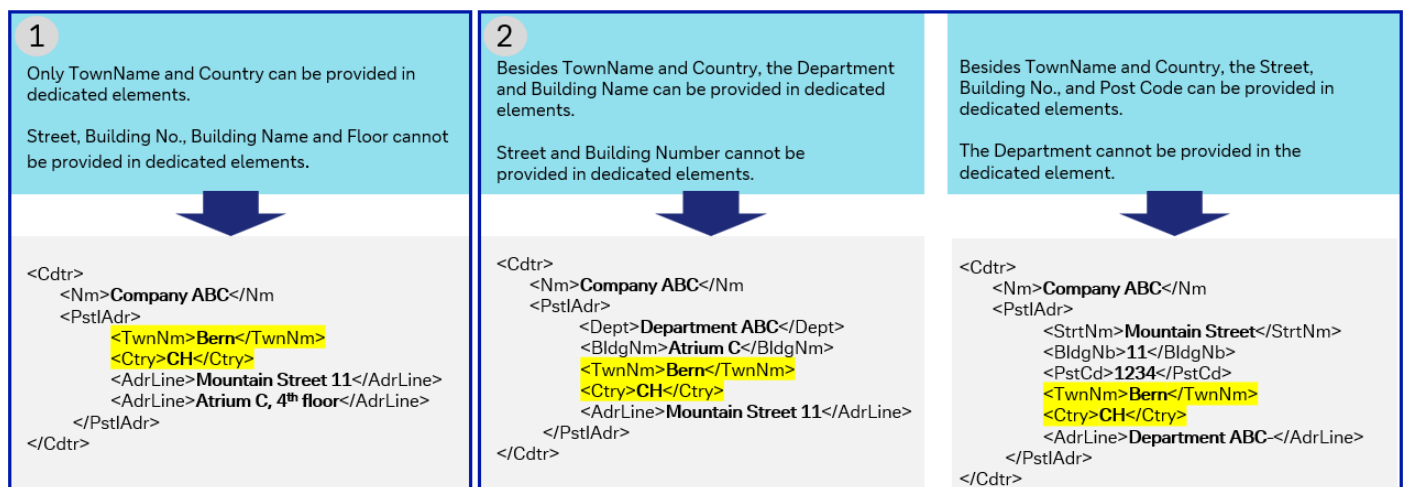 1
Only TownName and Country can be provided in
dedicated elements.
Street, Building No., Building Name and Floor cannot
be provided in dedicated elements.
<Cdtr>
<Nm>Company ABC</Nm
<PstlAdr>
<TwnNm>Bern</TwnNm>
<Ctry>CH</Ctry>
<AdrLine>Mountain Street 11</AdrLine>
<AdrLine>Atrium C, 4th floor</AdrLine>
</PstlAdr>
</Cdtr>
2
Besides TownName and Country, the Department
and Building Name can be provided in dedicated
elements.
Street and Building Number cannot be
provided in dedicated elements.
<Cdtr>
<Nm>Company ABC</Nm
<PstlAdr>
<Dept>Department ABC</Dept>
<BldgNm>Atrium C</BldgNm>
<TwnNm>Bern</TwnNm>
<Ctry>CH</Ctry>
<AdrLine>Mountain Street 11</AdrLine>
</PstlAdr>
</Cdtr>
Besides TownName and Country, the Street,
Building No., and Post Code can be provided in
dedicated elements.
The Department cannot be provided in the
dedicated element.
<Cdtr>
<Nm>Company ABC</Nm
<PstlAdr>
<StrtNm>Mountain Street</StrtNm>
<BldgNb>11</BldgNb>
<PstCd>1234</PstCd>
<TwnNm>Bern</TwnNm>
<Ctry>CH</Ctry>
<AdrLine>Department ABC-</AdrLine>
</PstlAdr>
</Cdtr>